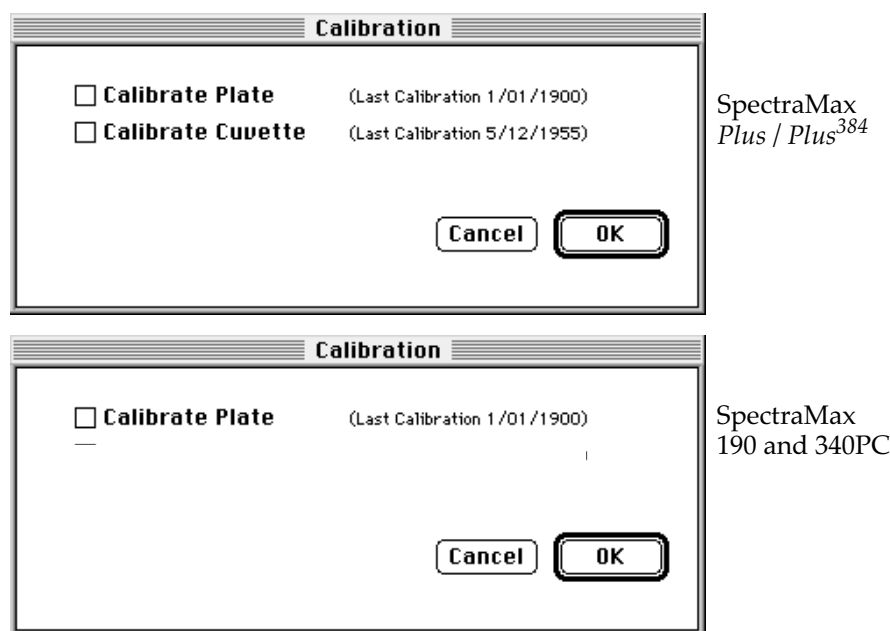 Calibration
Calibrate Plate (Last Calibration 1/01/1900)
Calibrate Cuvette (Last Calibration 5/12/1955)
Cancel OK
SpectraMax
Plus / Plus384
Calibration
Calibrate Plate (Last Calibration 1/01/1900)
Cancel OK
SpectraMax
190 and 340PC